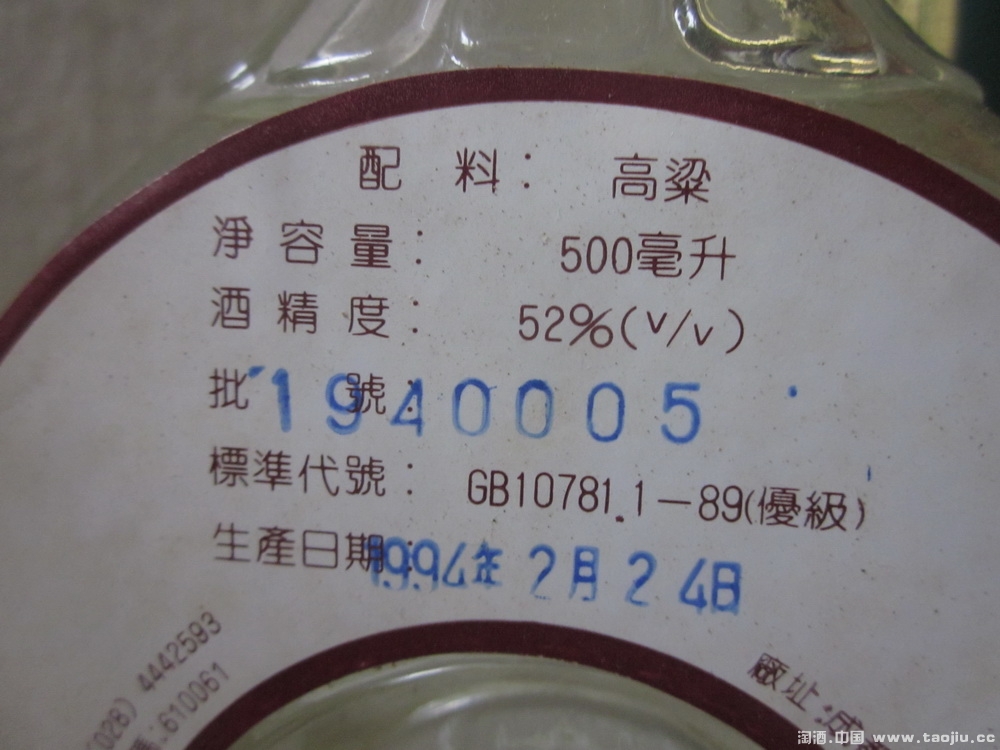 配料：高粱
淨容量：500毫升
酒精度：52%(v/v)
批號：1940005
標準代號：GB10781.1—89(優級)
生產日期：1994年2月24日
(028) 4442593
:610061
廠址:成
淘酒.中国 www.taojiu.cc